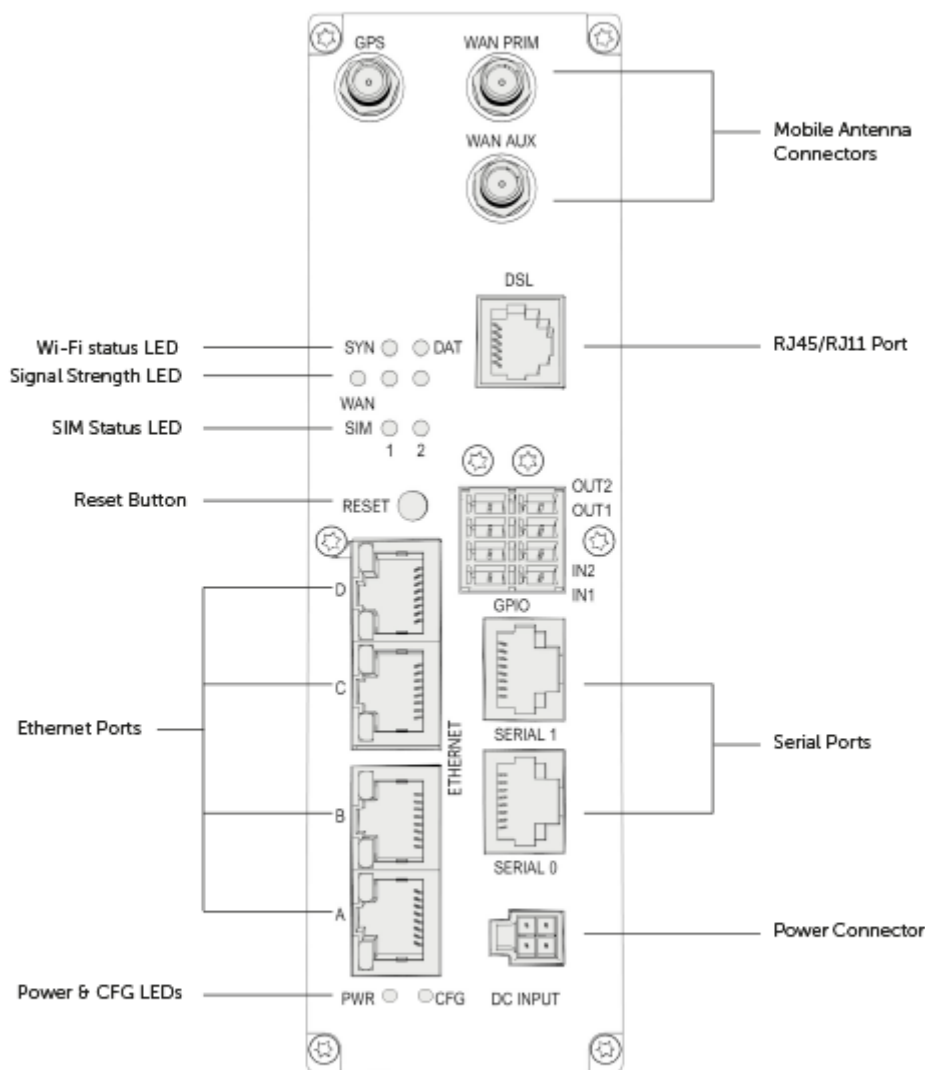 GPS
WAN PRIM
Mobile Antenna
Connectors
WAN AUX
DSL
Wi-Fi status LED
SYN
DAT
RJ45/RJ11 Port
Signal Strength LED
WAN
SIM Status LED
SIM
1
2
OUT2
Reset Button
RESET
OUT1
IN2
D
IN1
GPIO
C
Ethernet Ports
ETHERNET
SERIAL 1
Serial Ports
B
SERIAL 0
A
Power Connector
Power & CFG LEDs
PWR
CFG
DC INPUT